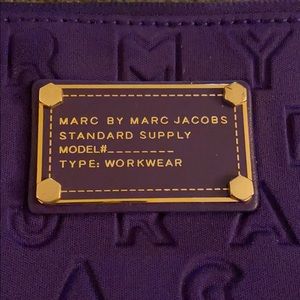 R M Y
MARC BY MARC JACOBS
STANDARD SUPPLY
MODEL#________
TYPE: WORKWEAR
J R A D